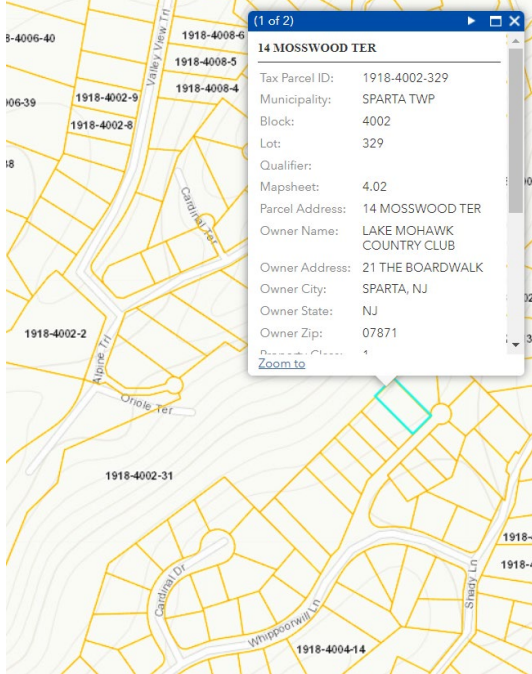 (1 of 2)
14 MOSSWOOD TER
Tax Parcel ID: 1918-4002-329
Municipality: SPARTA TWP
Block: 4002
Lot: 329
Qualifier:
Mapsheet: 4.02
Parcel Address: 14 MOSSWOOD TER
Owner Name: LAKE MOHAWK
COUNTRY CLUB
Owner Address: 21 THE BOARDWALK
Owner City: SPARTA, NJ
Owner State: NJ
Owner Zip: 07871
Zoom to
8-4006-40
Valley View Trl
1918-4008-6
1918-4008-5
1918-4008-4
06-39
1918-4002-9
1918-4002-8
Cardinal Ter
1918-4002-2
Alpine Trl
Oriole Ter
1918-4002-31
Cardinal Dr
Whippoorwill Ln
Shady Ln
1918-4004-14
1918-
1918-